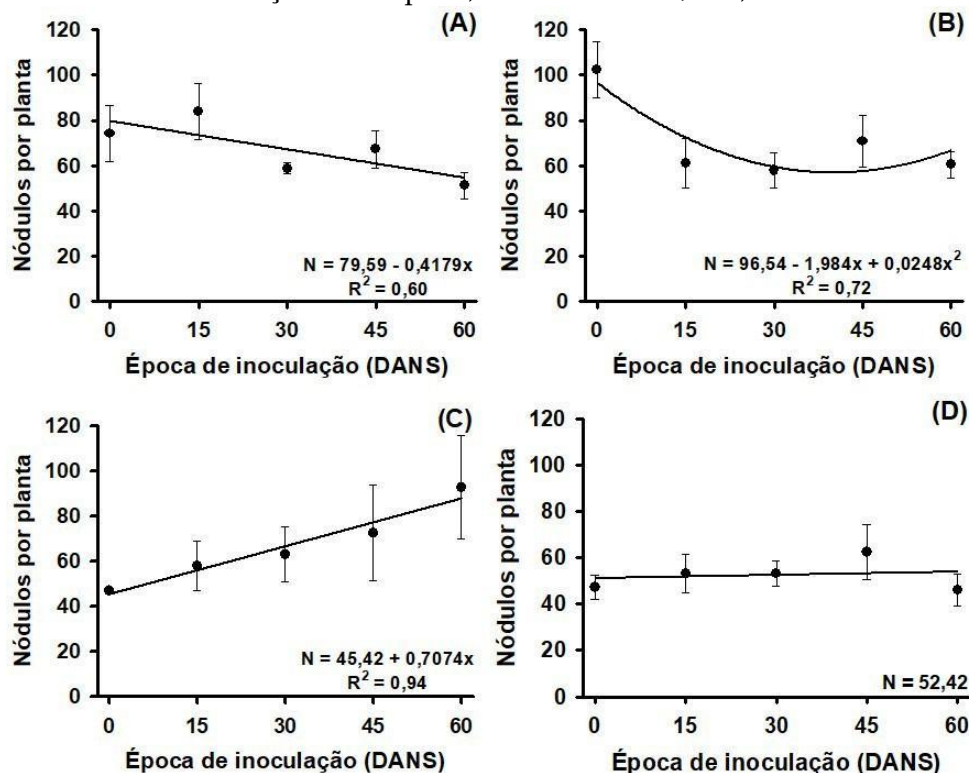 (A)
Nódulos por planta
120
100
80
60
40
20
0
N = 79,59 - 0,4179x
R² = 0,60
0 15 30 45 60
Época de inoculação (DANS)
(B)
Nódulos por planta
120
100
80
60
40
20
0
N = 96,54 - 1,984x + 0,0248x²
R² = 0,72
0 15 30 45 60
Época de inoculação (DANS)
(C)
Nódulos por planta
120
100
80
60
40
20
0
N = 45,42 + 0,7074x
R² = 0,94
0 15 30 45 60
Época de inoculação (DANS)
(D)
Nódulos por planta
120
100
80
60
40
20
0
N = 52,42
0 15 30 45 60
Época de inoculação (DANS)